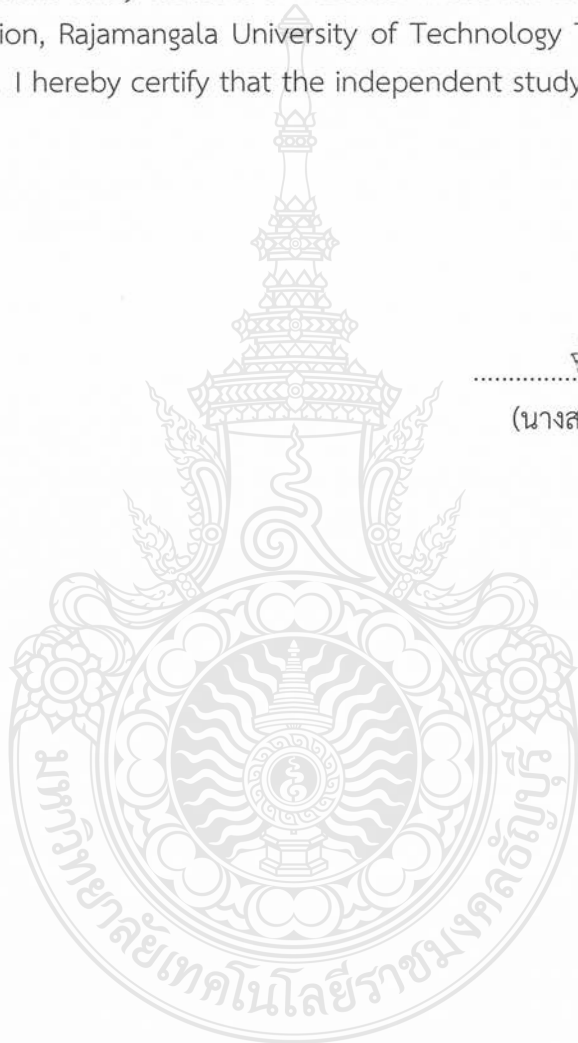 ion, Rajamangala University of Technology
I hereby certify that the independent study
(นางส
มหาวิทยาลัยเทคโนโลยีราชมงคลธัญบุรี